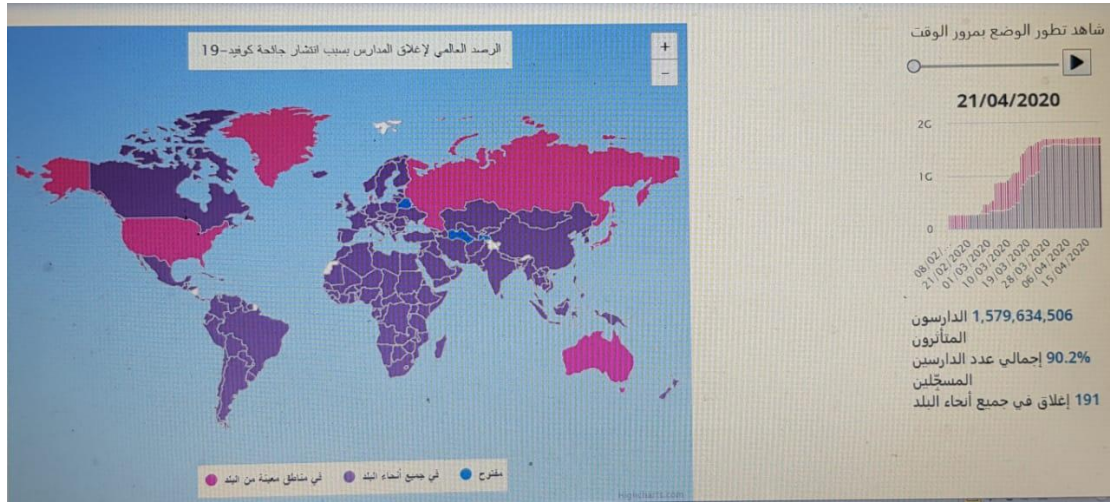 الرصد العالمي لإغلاق المدارس بسبب انتشار جائحة كوفيد-19
+
-
شاهد تطور الوضع بمرور الوقت
21/04/2020
2G
1G
0
08/02/...
21/02/2020
01/03/2020
10/03/2020
19/03/2020
28/03/2020
06/04/2020
15/04/2020
1,579,634,506 الدارسون
المتأثرون
90.2% إجمالي عدد الدارسين
المسجّلين
191 إغلاق في جميع أنحاء البلد
مفتوح
في جميع أنحاء البلد
في مناطق معينة من البلد
Highcharts.com